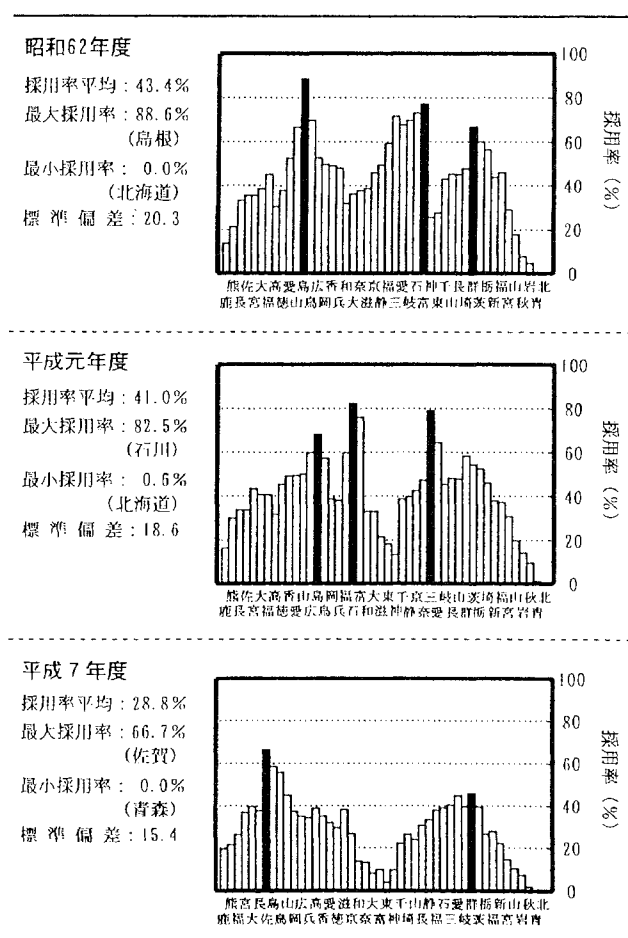 昭和62年度
採用率平均：43.4%
最大採用率：88.6%
(島根)
最小採用率： 0.0%
(北海道)
標 準 偏 差：20.3
100
80
60
40
20
0
採用率（%）
熊佐大高愛島広香和奈京福愛石神千長群栃福山岩北
鹿長宮福徳山鳥岡兵大滋静三岐富東山埼茨新宮秋青
平成元年度
採用率平均：41.0%
最大採用率：82.5%
(石川)
最小採用率： 0.6%
(北海道)
標 準 偏 差：18.6
100
80
60
40
20
0
採用率（%）
熊佐大高香山島岡福富大東千京三岐山茨埼福山秋北
鹿長宮福徳愛広鳥兵石和滋神静奈愛長群栃新宮岩青
平成７年度
採用率平均：28.8%
最大採用率：66.7%
(佐賀)
最小採用率： 0.0%
(青森)
標 準 偏 差：15.4
100
80
60
40
20
0
採用率（%）
熊宮長島山広高愛滋和大東千山静石愛群栃新山秋北
鹿福大佐鳥岡兵香徳京奈富神埼長福三岐茨福宮岩青